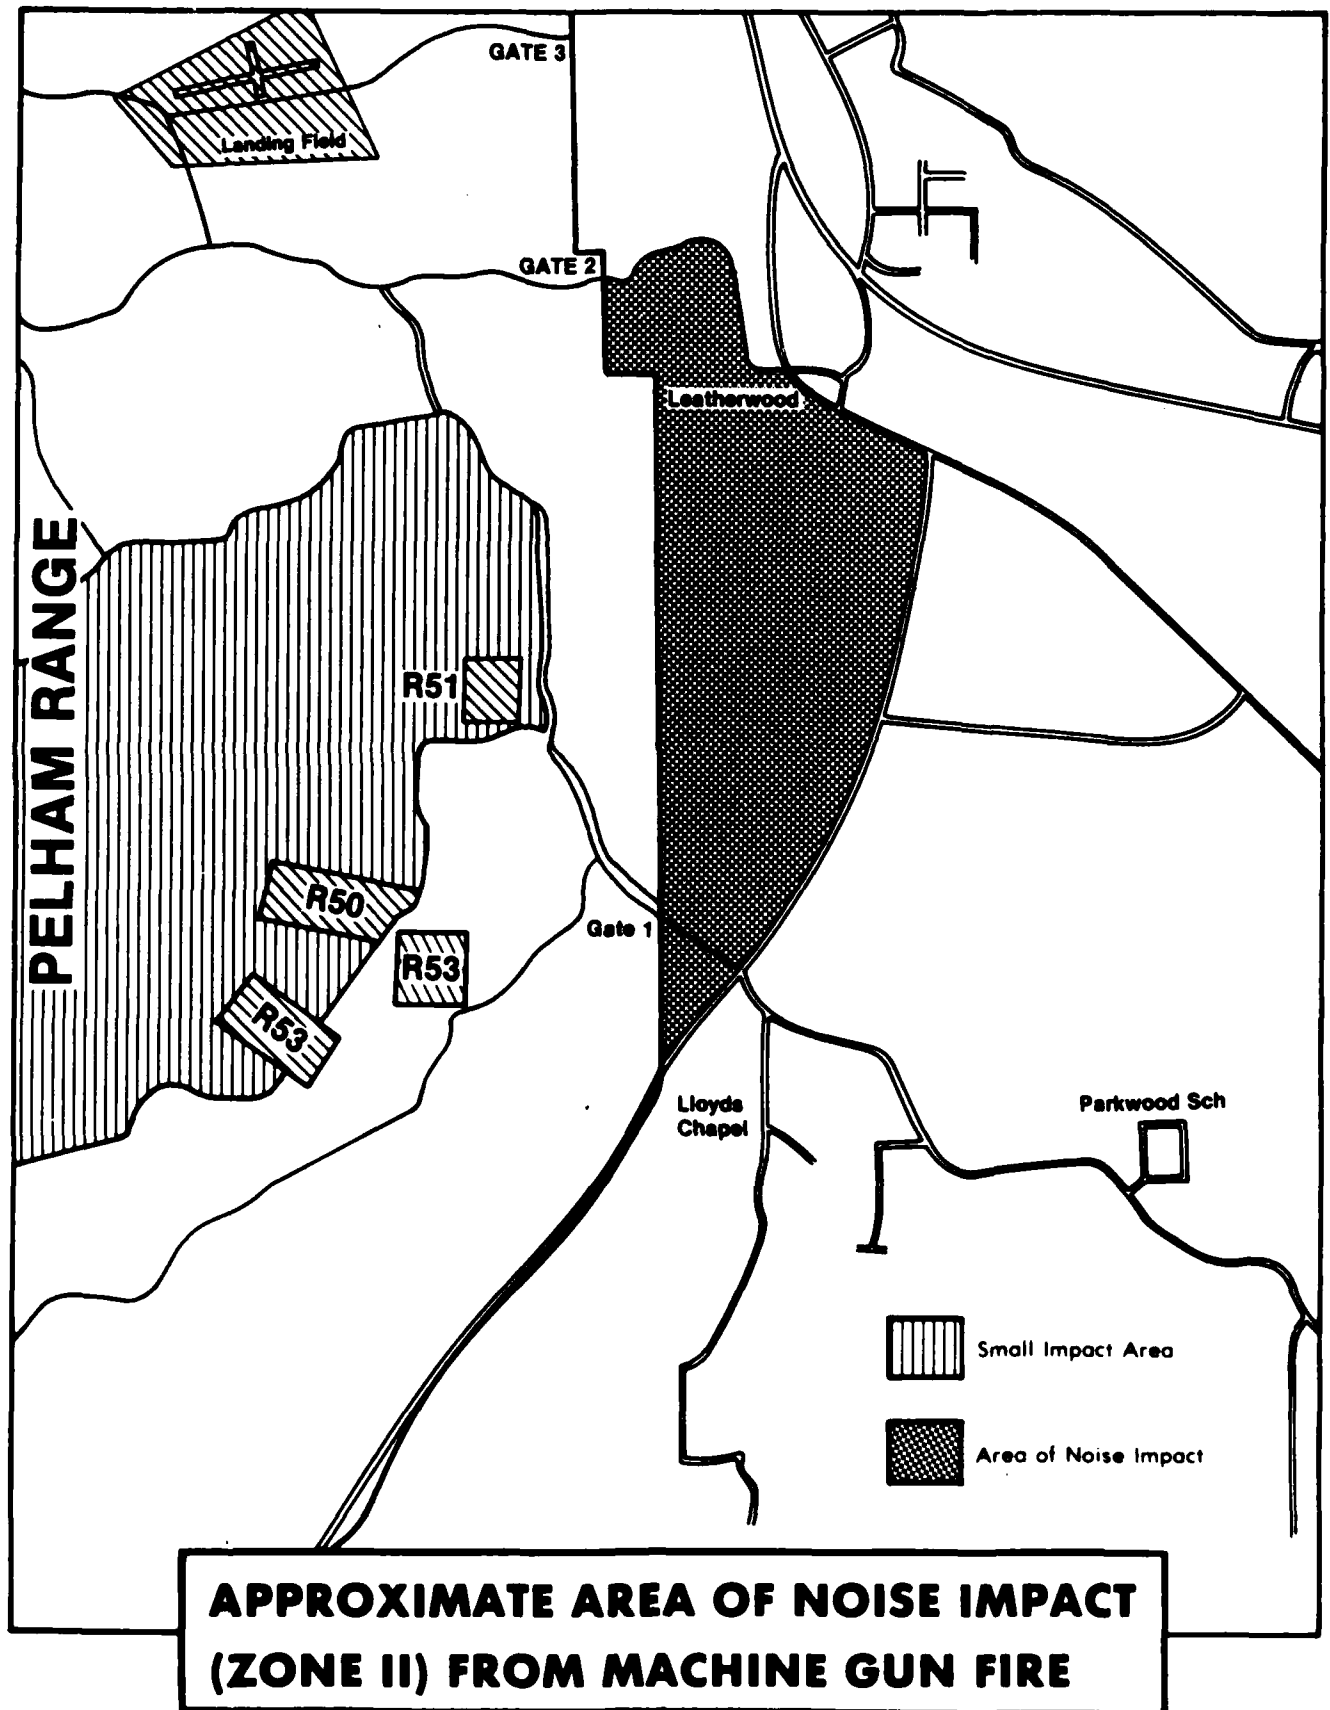 GATE 3
Landing Field
GATE 2
Leatherwood
PELHAM RANGE
R51
R50
Gate 1
R53
R53
Lloyds
Chapel
Parkwood Sch
Small Impact Area
Area of Noise Impact
APPROXIMATE AREA OF NOISE IMPACT
(ZONE II) FROM MACHINE GUN FIRE